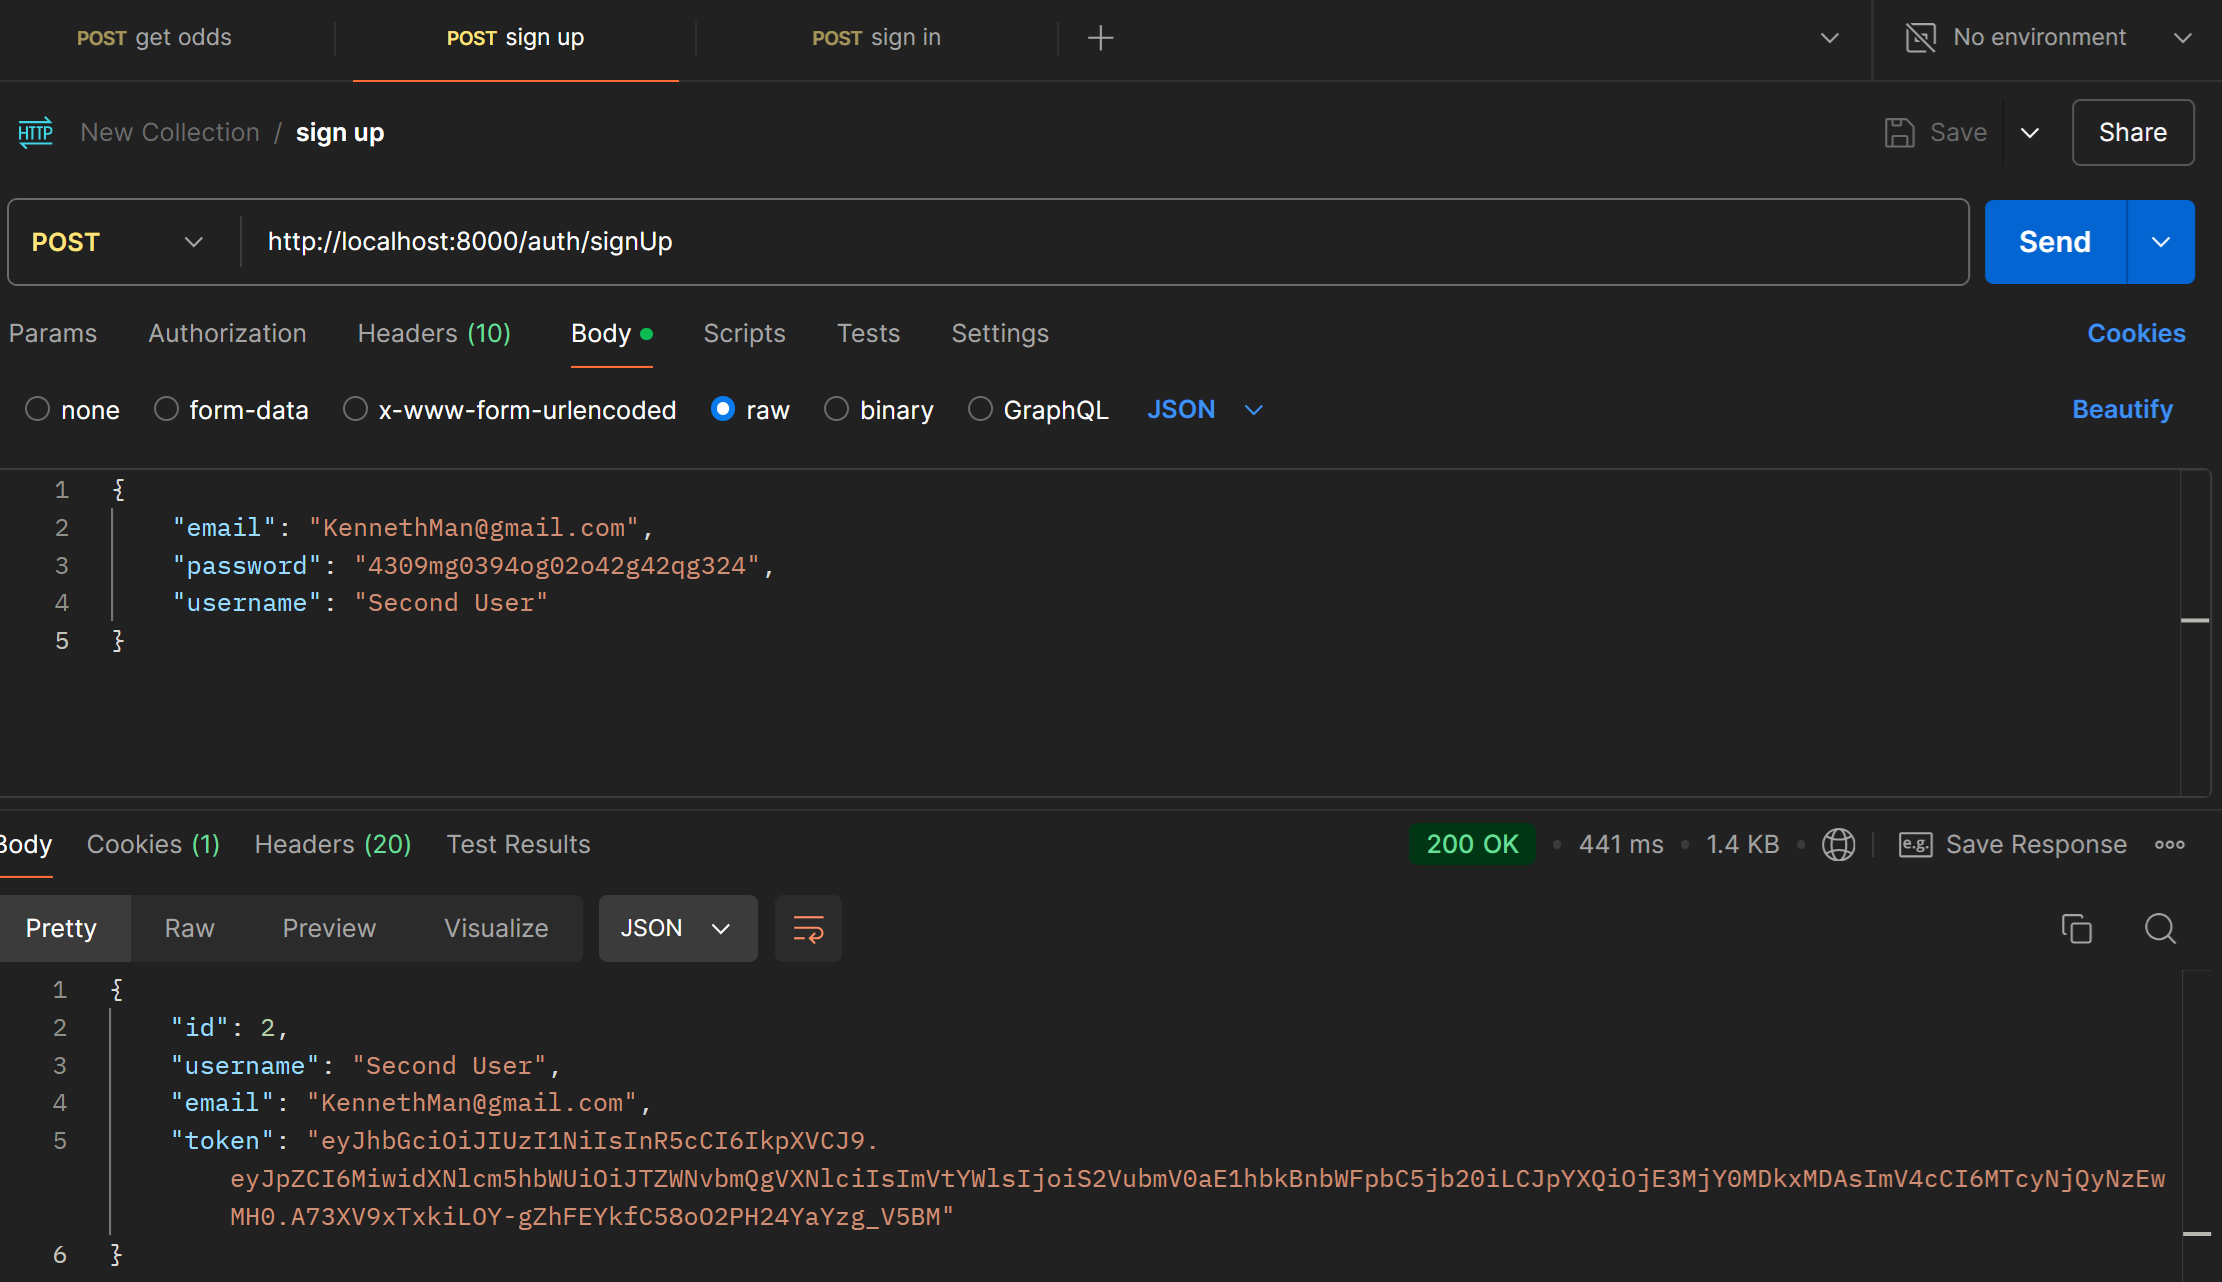 POST get odds
POST sign up
POST sign in
No environment
HTTP
New Collection / sign up
Save
Share
POST
http://localhost:8000/auth/signUp
Send
Params
Authorization
Headers (10)
Body
Scripts
Tests
Settings
Cookies
none
form-data
x-www-form-urlencoded
raw
binary
GraphQL
JSON
Beautify
1 {
2 "email": "KennethMan@gmail.com",
3 "password": "4309mg0394og02o42g42qg324",
4 "username": "Second User"
5 }
Body
Cookies (1)
Headers (20)
Test Results
200 OK
441 ms
1.4 KB
e.g.
Save Response
Pretty
Raw
Preview
Visualize
JSON
1 {
2 "id": 2,
3 "username": "Second User",
4 "email": "KennethMan@gmail.com",
5 "token": "eyJhbGciOiJIUzI1NiIsInR5cCI6IkpXVCJ9.
eyJpZCI6MiwidXNlcm5hbWUiOiJTZWNvbmQgVXNlciIsImVtYWlsIjoiS2VubmV0aE1hbkBnbWFpbC5jb20iLCJpYXQiOjE3MjY0MDkxMDAsImV4cCI6MTcyNjQyNzEw
MH0.A73XV9xTxkiLOY-gZhFEYkfC58oO2PH24YaYzg_V5BM"
6 }